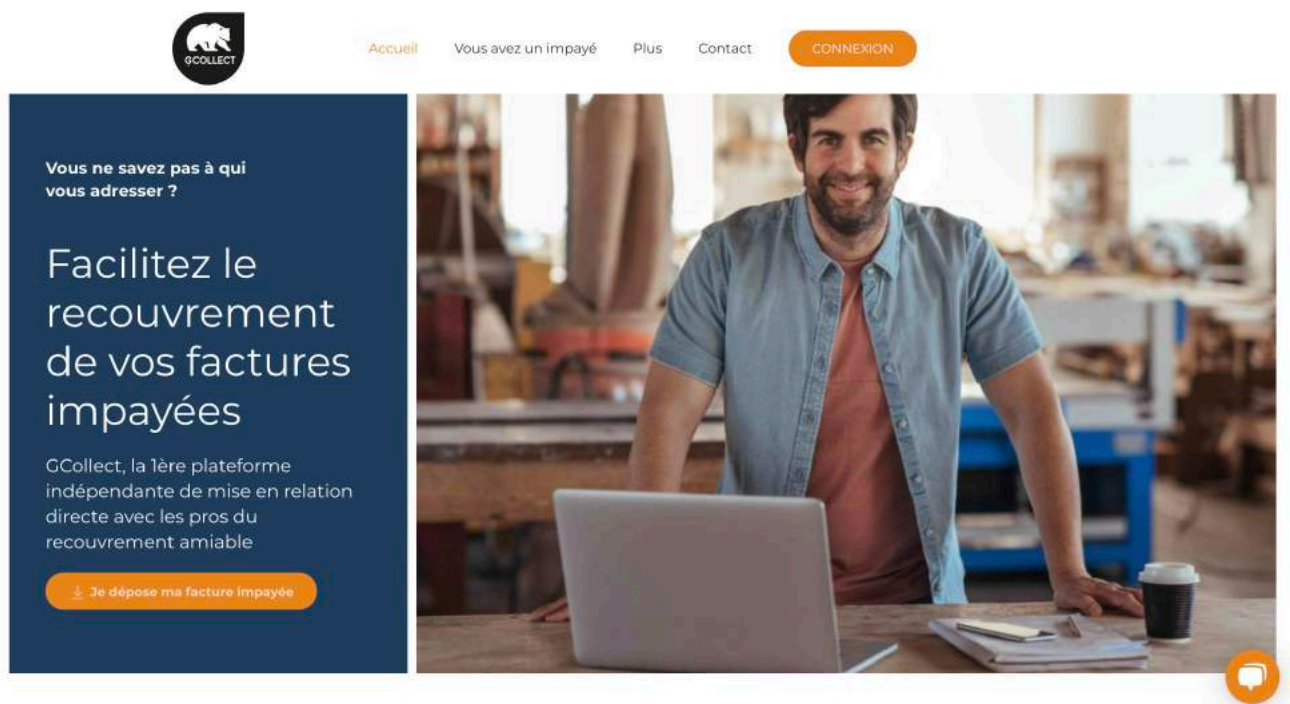 GCOLLECT
Accueil
Vous avez un impayé
Plus
Contact
CONNEXION
Vous ne savez pas à qui
vous adresser ?
Facilitez le
recouvrement
de vos factures
impayées
GCollect, la 1ère plateforme
indépendante de mise en relation
directe avec les pros du
recouvrement amiable
Je dépose ma facture impayée